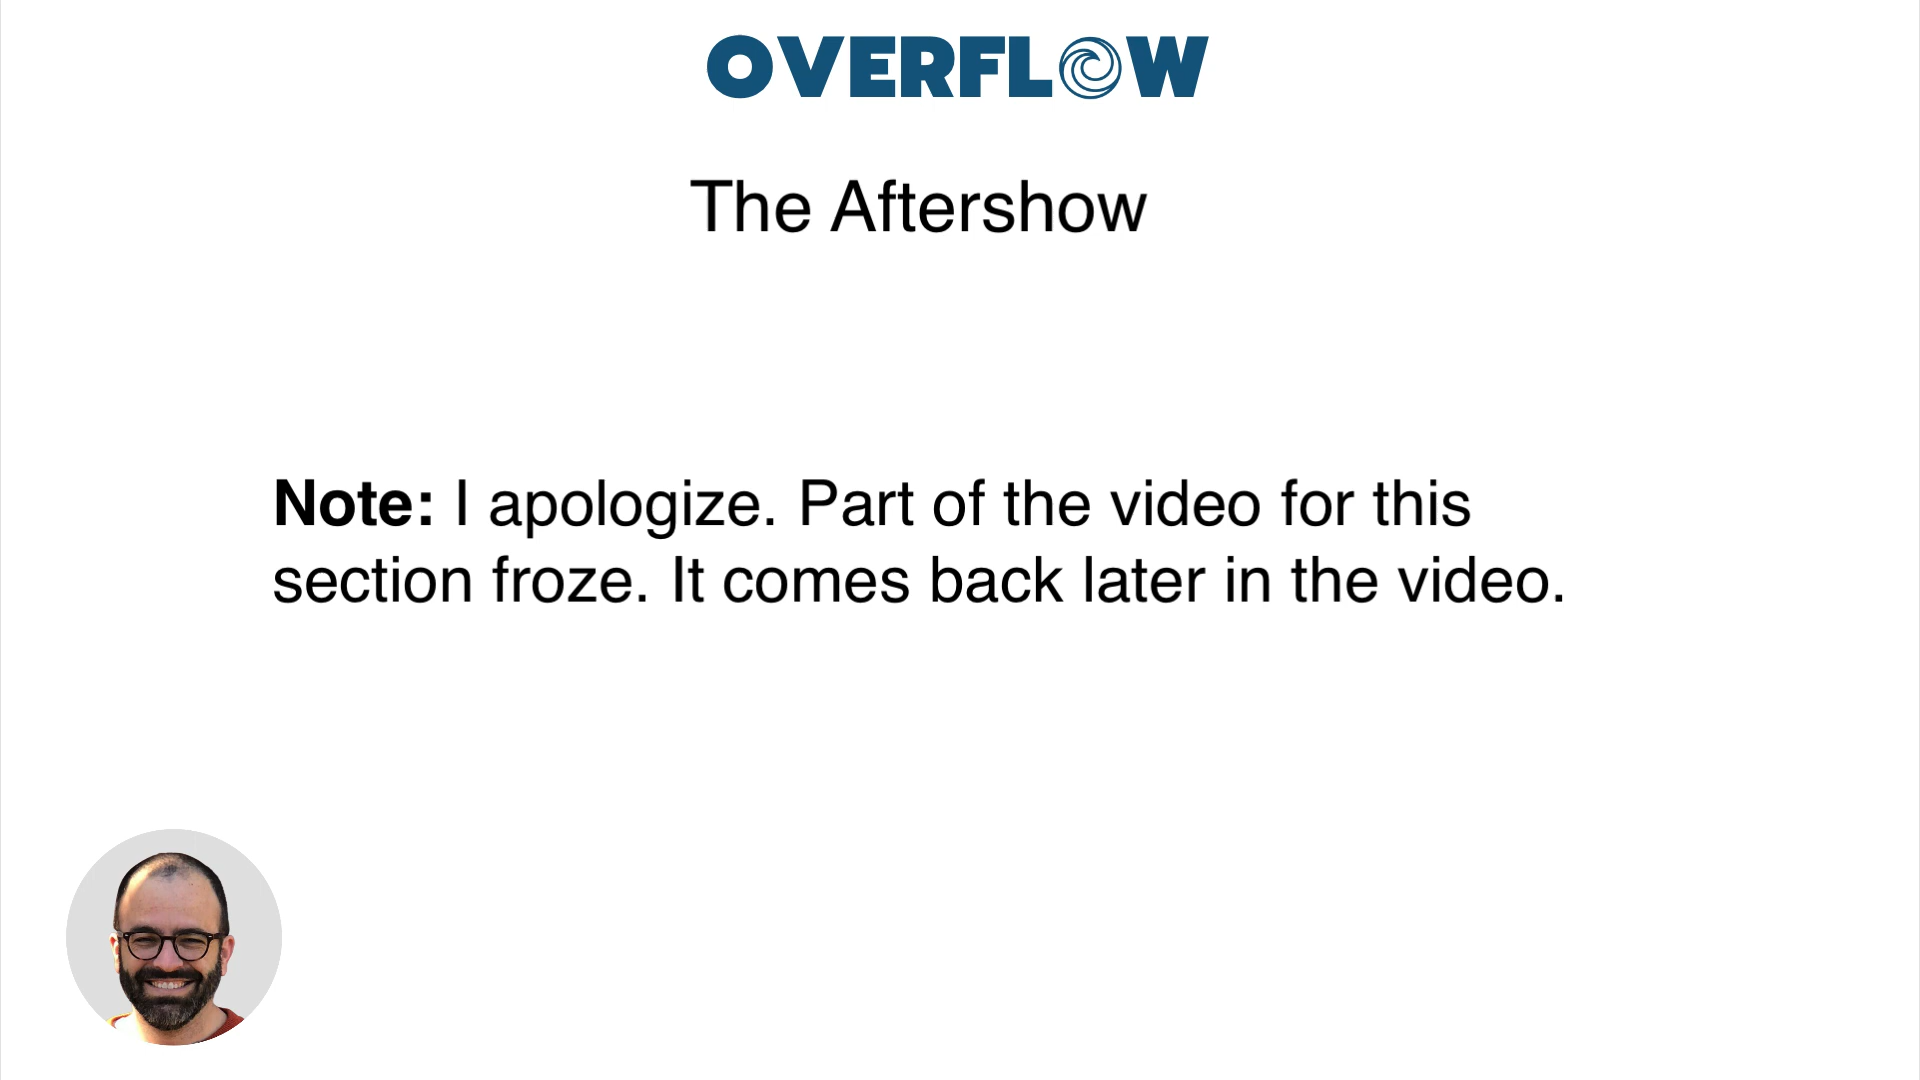 OVERFLOW
The Aftershow
Note: I apologize. Part of the video for this
section froze. It comes back later in the video.